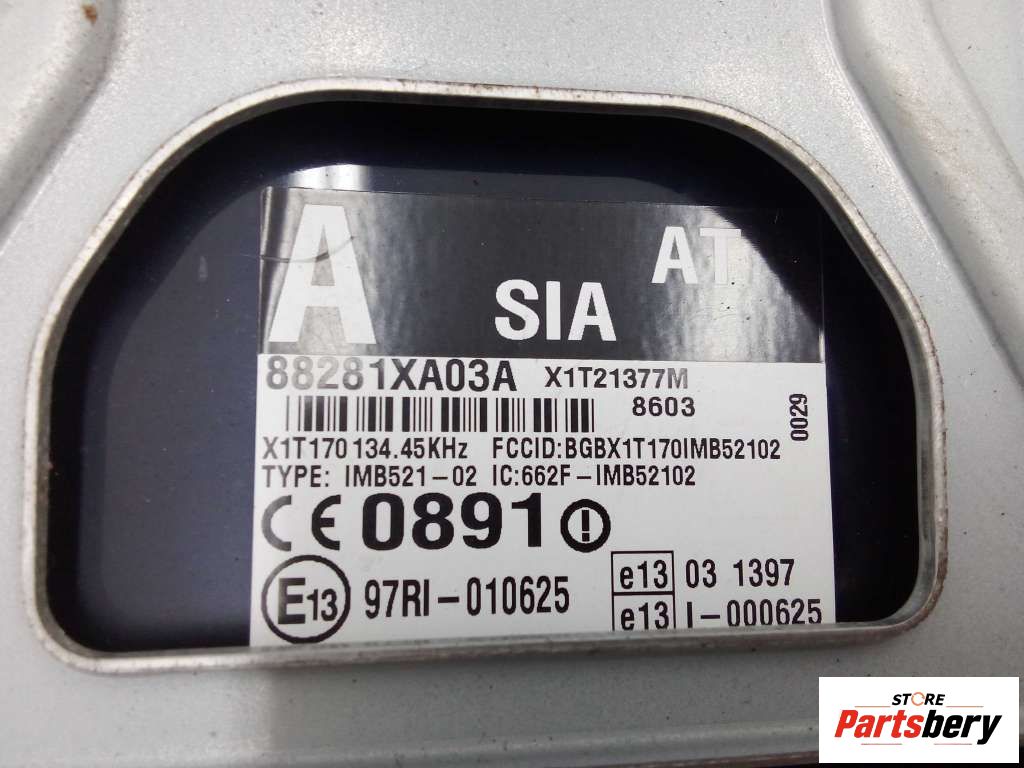 A
SIA
AT
88281XA03A X1T21377M
8603
0029
X1T170 134.45KHz FCCID:BGBX1T170IMB52102
TYPE: IMB521-02 IC:662F-IMB52102
CE 0891
E13 97RI-010625
e13 03 1397
e13 I-000625
STORE
Partsbery